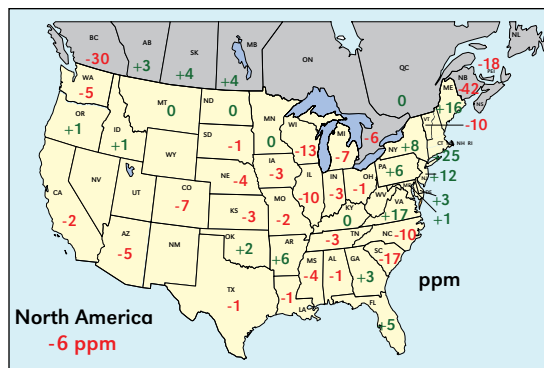 BC
-30
AB
+3
SK
+4
MB
+4
ON
-6
QC
0
NL
-18
PEI
NB
-42
NS
ME
+16
WA
-5
MT
0
ND
0
MN
0
OR
+1
ID
+1
WY
SD
-1
WI
-13
MI
-7
NY
+8
VT
-10
CT
NH RI
-25
PA
+6
NJ
+12
+3
+1
CA
-2
NV
UT
CO
-7
NE
-4
IA
-3
IL
-10
IN
-3
OH
-1
WV
VA
+17
KS
-3
MO
-2
KY
0
AZ
-5
NM
OK
+2
AR
+6
TN
-3
NC
-10
SC
-17
TX
-1
LA
-1
MS
-4
AL
-1
GA
+3
FL
+5
ppm
North America
-6 ppm